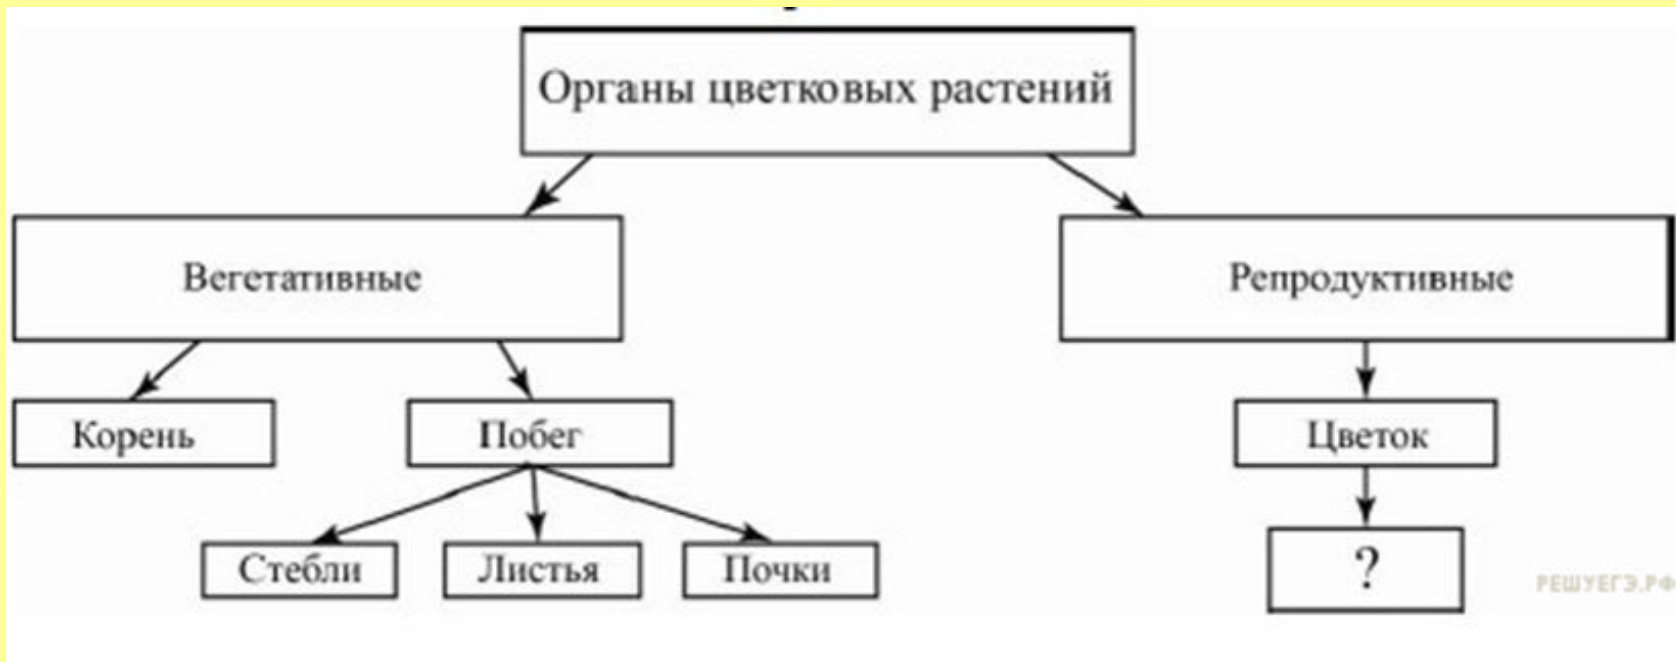 Органы цветковых растений
Вегетативные
Репродуктивные
Корень
Побег
Цветок
Стебли
Листья
Почки
?
РЕШУЕГЭ.РФ